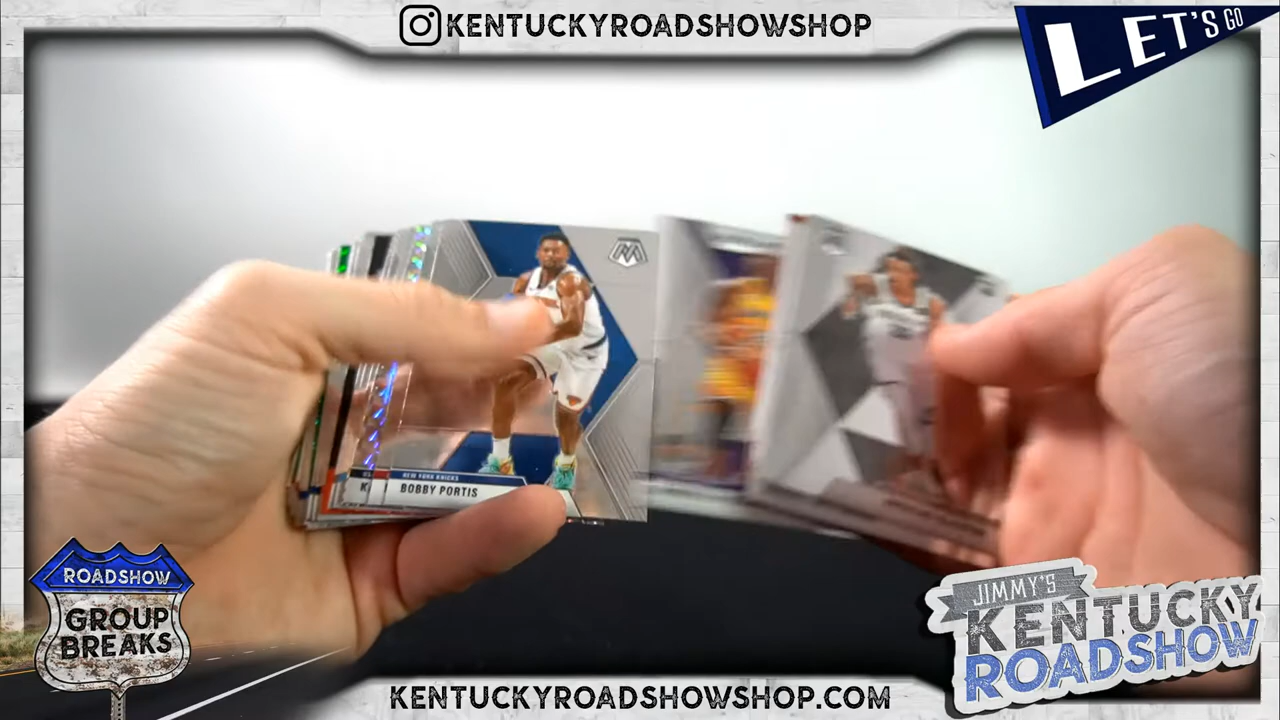 KENTUCKYROADSHOWSHOP
LET'S GO
NEW YORK KNICKS
BOBBY PORTIS
ROADSHOW
GROUP
BREAKS
JIMMY'S
KENTUCKY
ROADSHOW
KENTUCKYROADSHOWSHOP.COM